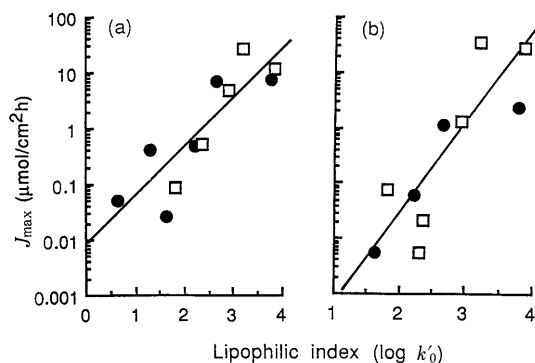 (a)
(b)
100
10
1
0.1
0.01
0.001
J_max (μmol/cm²h)
0 1 2 3 4
1 2 3 4
Lipophilic index (log k′₀)